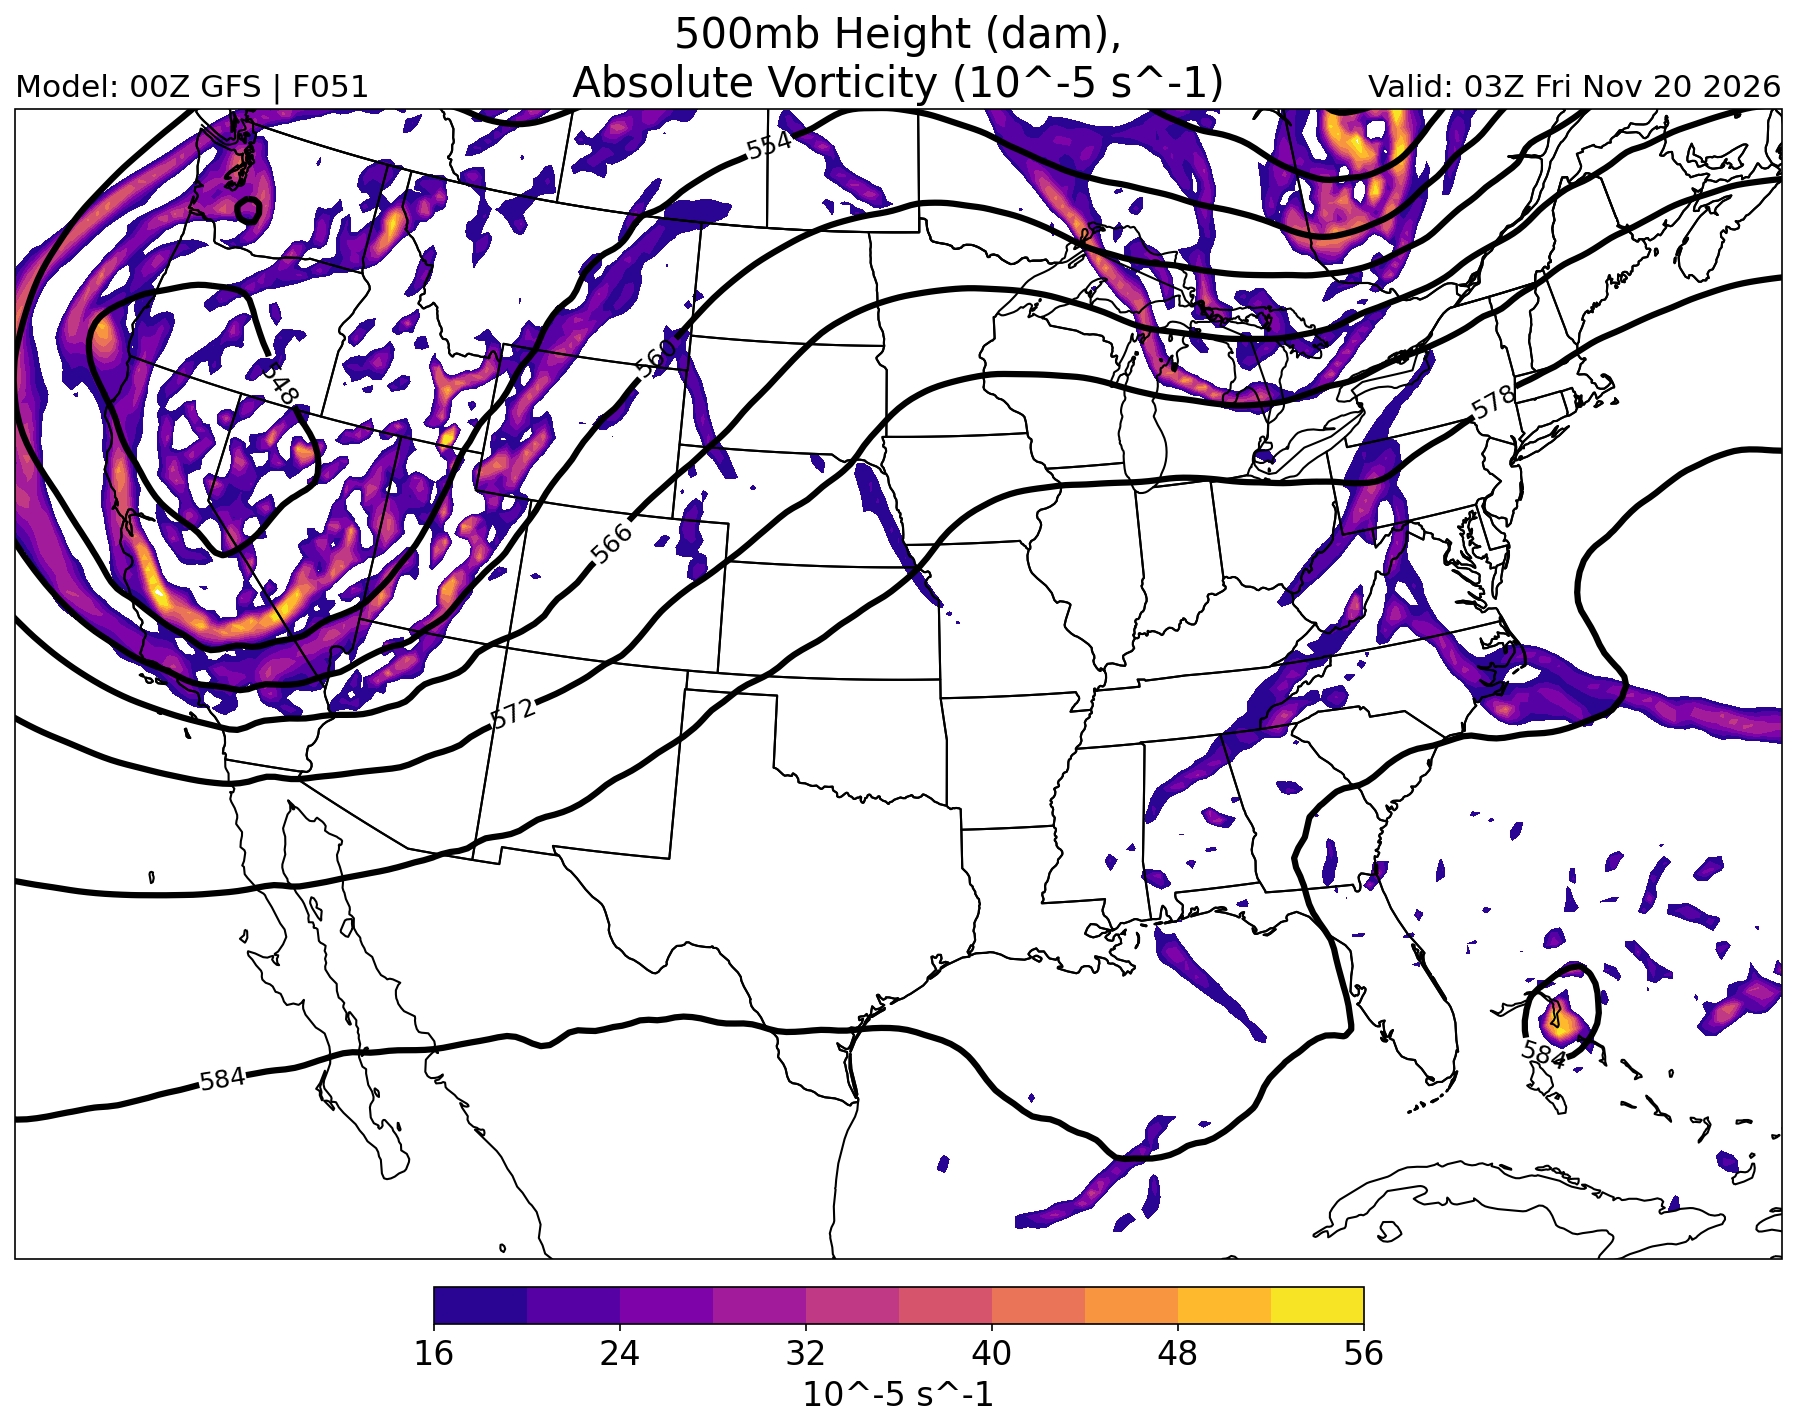 500mb Height (dam),
Model: 00Z GFS | F051
Absolute Vorticity (10^-5 s^-1)
Valid: 03Z Fri Nov 20 2026
554
548
560
578
566
572
584
584
16 24 32 40 48 56
10^-5 s^-1